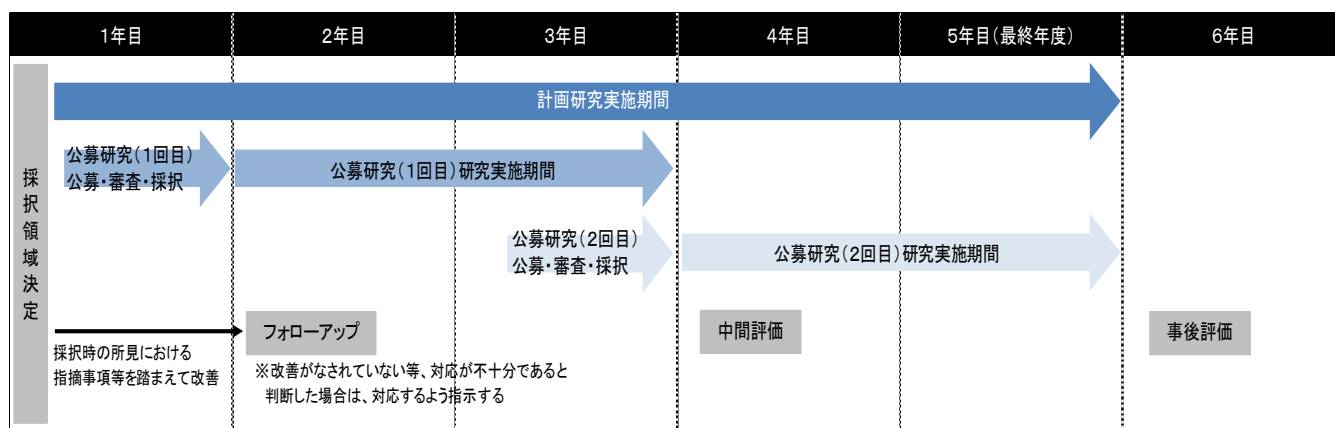 1年目
2年目
3年目
4年目
5年目(最終年度)
6年目
採択領域決定
計画研究実施期間
公募研究(1回目)
公募・審査・採択
公募研究(1回目)研究実施期間
公募研究(2回目)
公募・審査・採択
公募研究(2回目)研究実施期間
フォローアップ
中間評価
事後評価
採択時の所見における
指摘事項等を踏まえて改善
※改善がなされていない等、対応が不十分であると
判断した場合は、対応するよう指示する